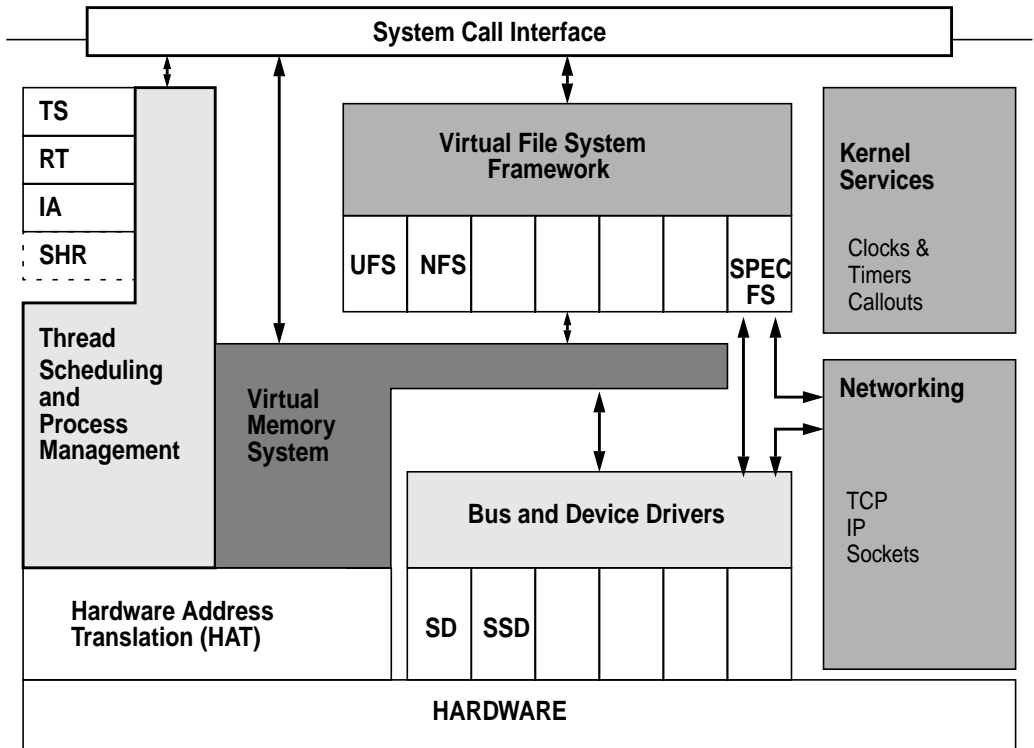 System Call Interface
TS
RT
IA
SHR
Thread
Scheduling
and
Process
Management
Virtual File System
Framework
UFS
NFS
SPEC
FS
Kernel
Services
Clocks &
Timers
Callouts
Virtual
Memory
System
Networking
TCP
IP
Sockets
Bus and Device Drivers
SD
SSD
Hardware Address
Translation (HAT)
HARDWARE